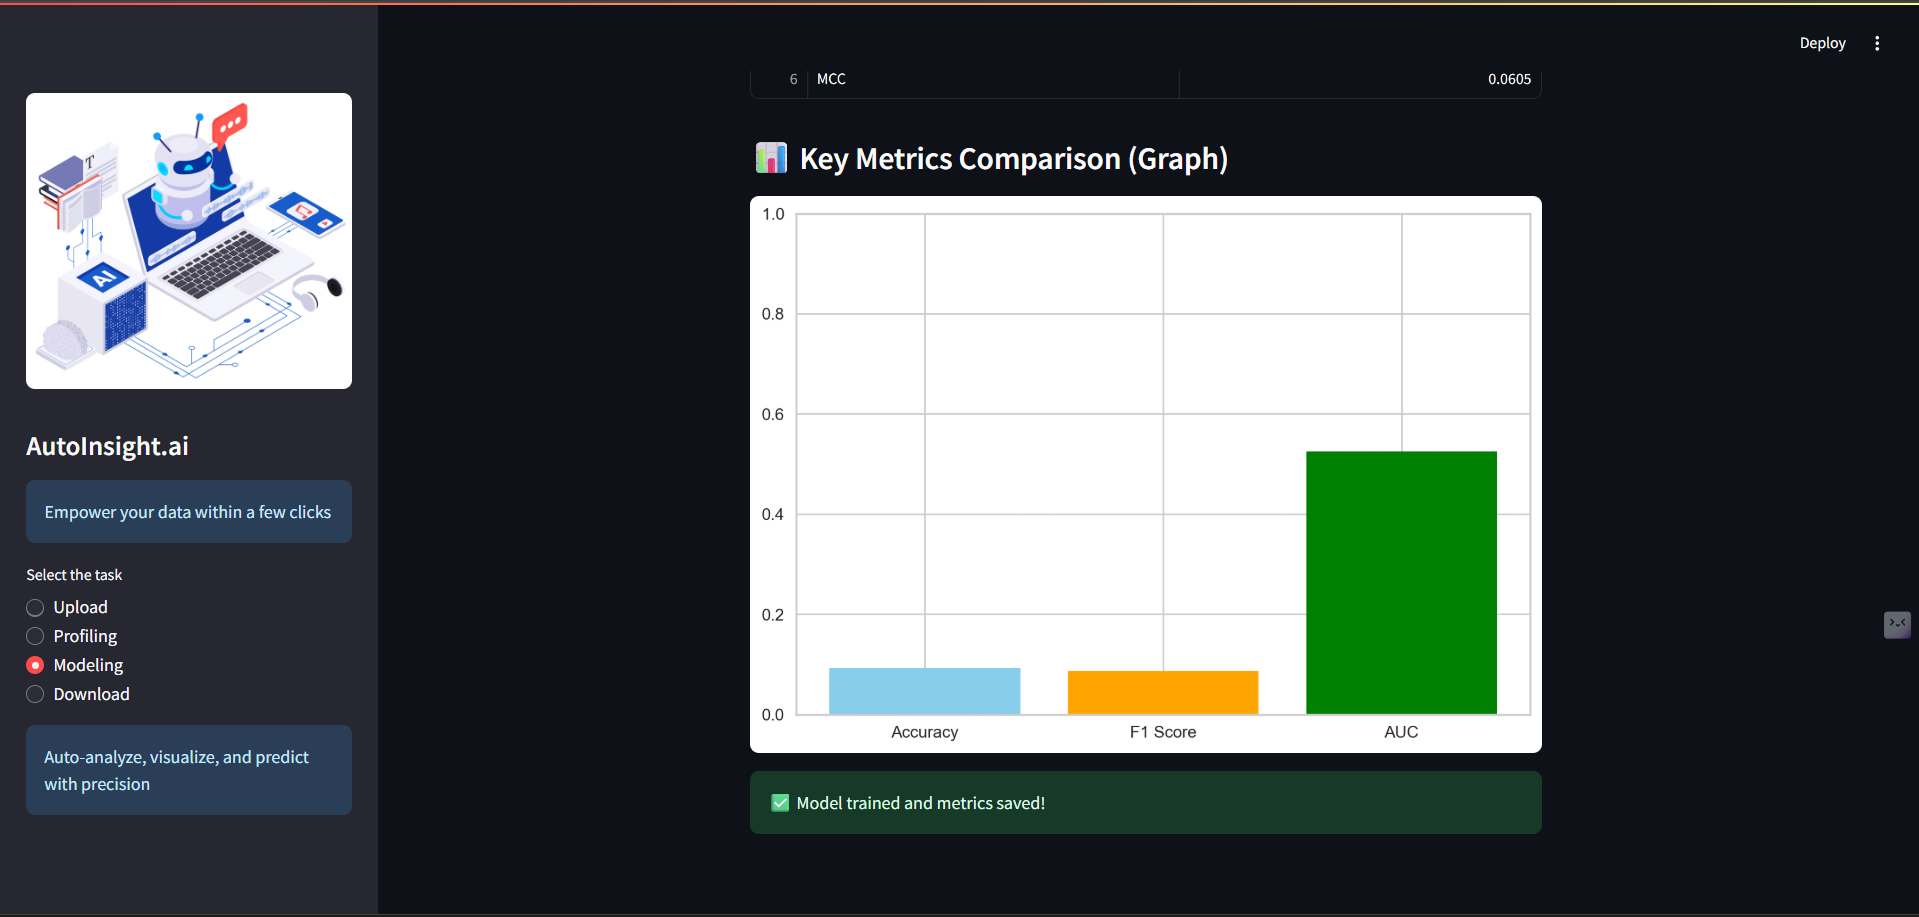 Deploy
6 MCC 0.0605
T
AI
Key Metrics Comparison (Graph)
1.0
0.8
0.6
0.4
0.2
0.0
Accuracy F1 Score AUC
Model trained and metrics saved!
AutoInsight.ai
Empower your data within a few clicks
Select the task
Upload
Profiling
Modeling
Download
Auto-analyze, visualize, and predict
with precision